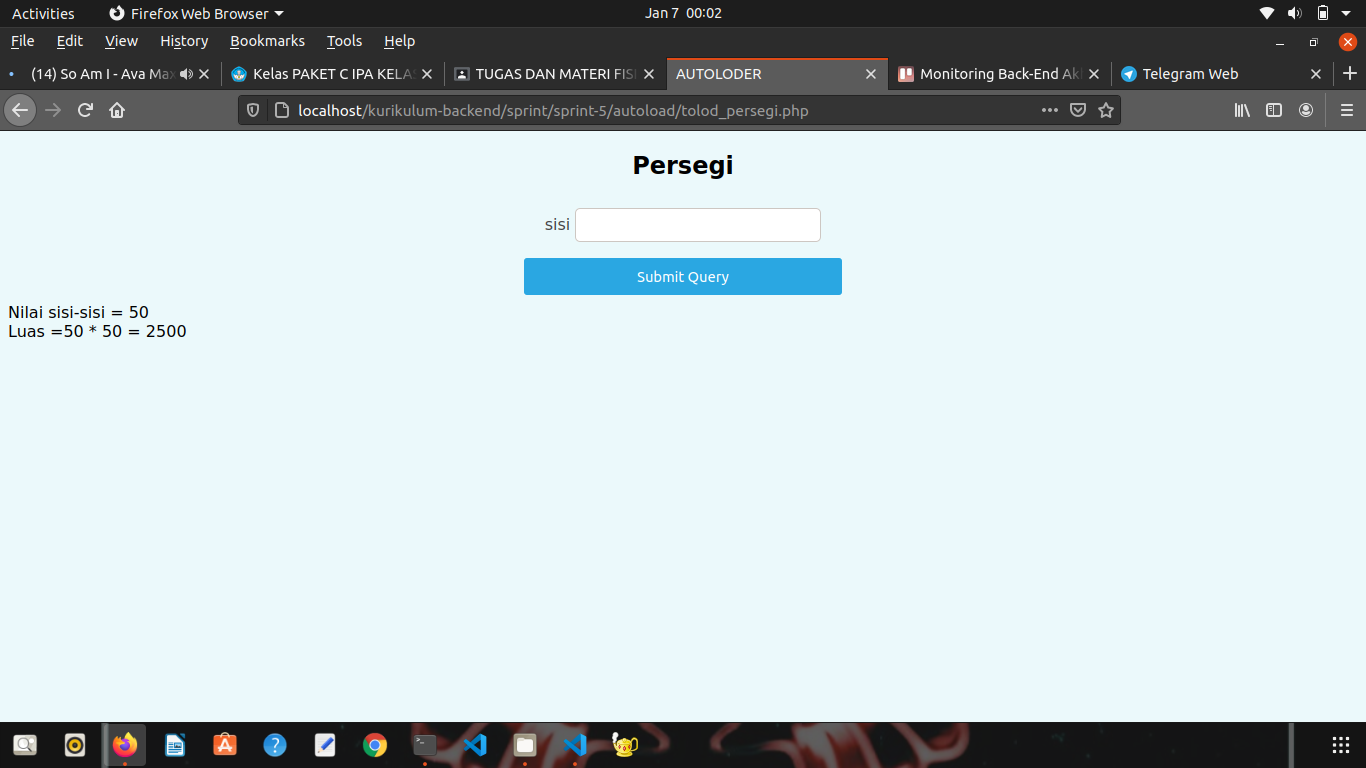 Activities
Firefox Web Browser
Jan 7 00:02
File Edit View History Bookmarks Tools Help
(14) So Am I - Ava Max
Kelas PAKET C IPA KELAS
TUGAS DAN MATERI FISI
AUTOLODER
Monitoring Back-End Ak
Telegram Web
localhost/kurikulum-backend/sprint/sprint-5/autoload/tolod_persegi.php
Persegi
sisi
Submit Query
Nilai sisi-sisi = 50
Luas =50 * 50 = 2500